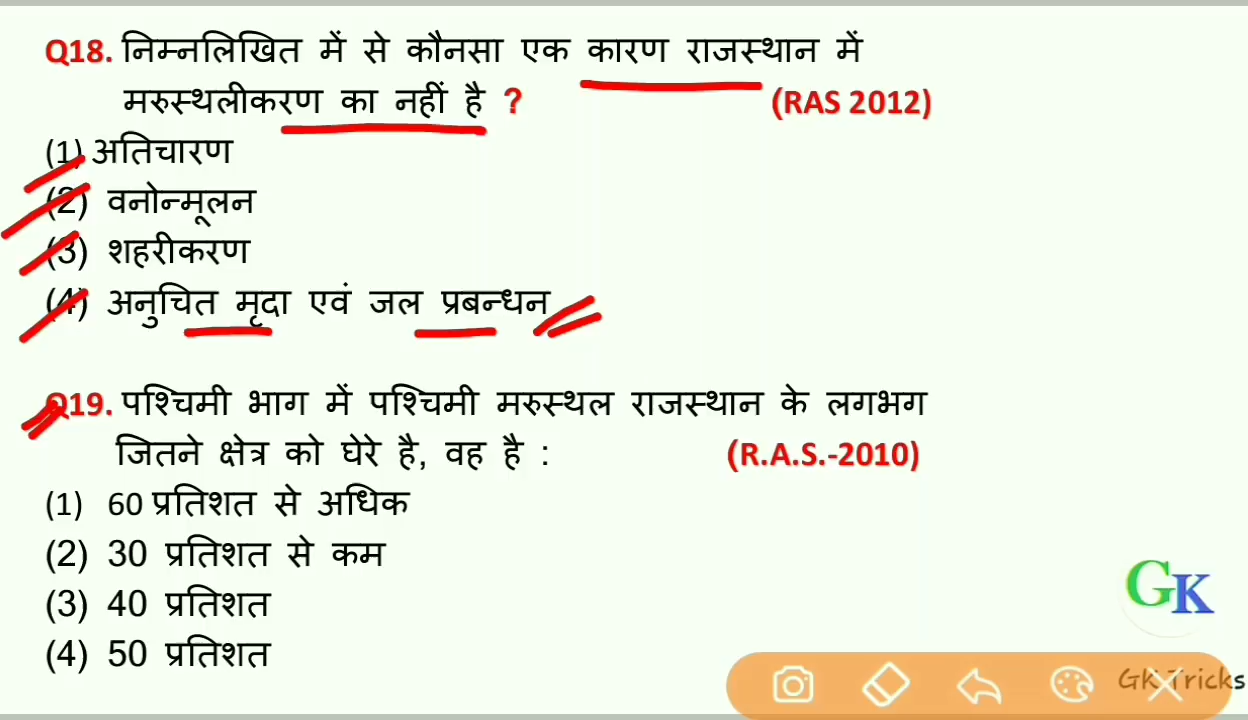 Q18. निम्नलिखित में से कौनसा एक कारण राजस्थान में
मरुस्थलीकरण का नहीं है ? (RAS 2012)
(1) अतिचारण
(2) वनोन्मूलन
(3) शहरीकरण
(4) अनुचित मृदा एवं जल प्रबन्धन
Q19. पश्चिमी भाग में पश्चिमी मरुस्थल राजस्थान के लगभग
जितने क्षेत्र को घेरे है, वह है : (R.A.S.-2010)
(1) 60 प्रतिशत से अधिक
(2) 30 प्रतिशत से कम
(3) 40 प्रतिशत
(4) 50 प्रतिशत
GK
GK Tricks